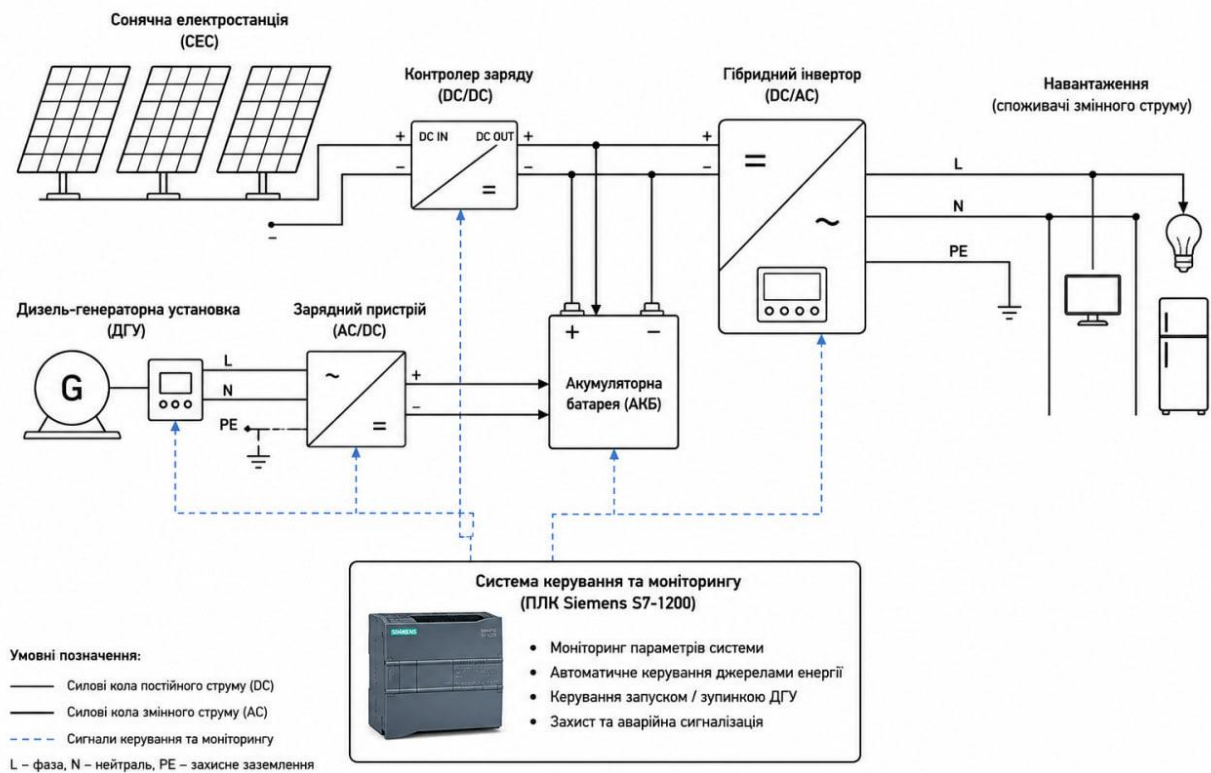 Сонячна електростанція
(СЕС)
Контролер заряду
(DC/DC)
Гібридний інвертор
(DC/AC)
Навантаження
(споживачі змінного струму)
+ DC IN DC OUT + +
− − −
=
=
~
L
N
PE
−
Дизель-генераторна установка
(ДГУ)
Зарядний пристрій
(AC/DC)
G
L
N
PE
~
=
+
−
+ −
Акумуляторна
батарея (АКБ)
Система керування та моніторингу
(ПЛК Siemens S7-1200)
SIEMENS
• Моніторинг параметрів системи
• Автоматичне керування джерелами енергії
• Керування запуском / зупинкою ДГУ
• Захист та аварійна сигналізація
Умовні позначення:
Силові кола постійного струму (DC)
Силові кола змінного струму (AC)
Сигнали керування та моніторингу
L – фаза, N – нейтраль, PE – захисне заземлення